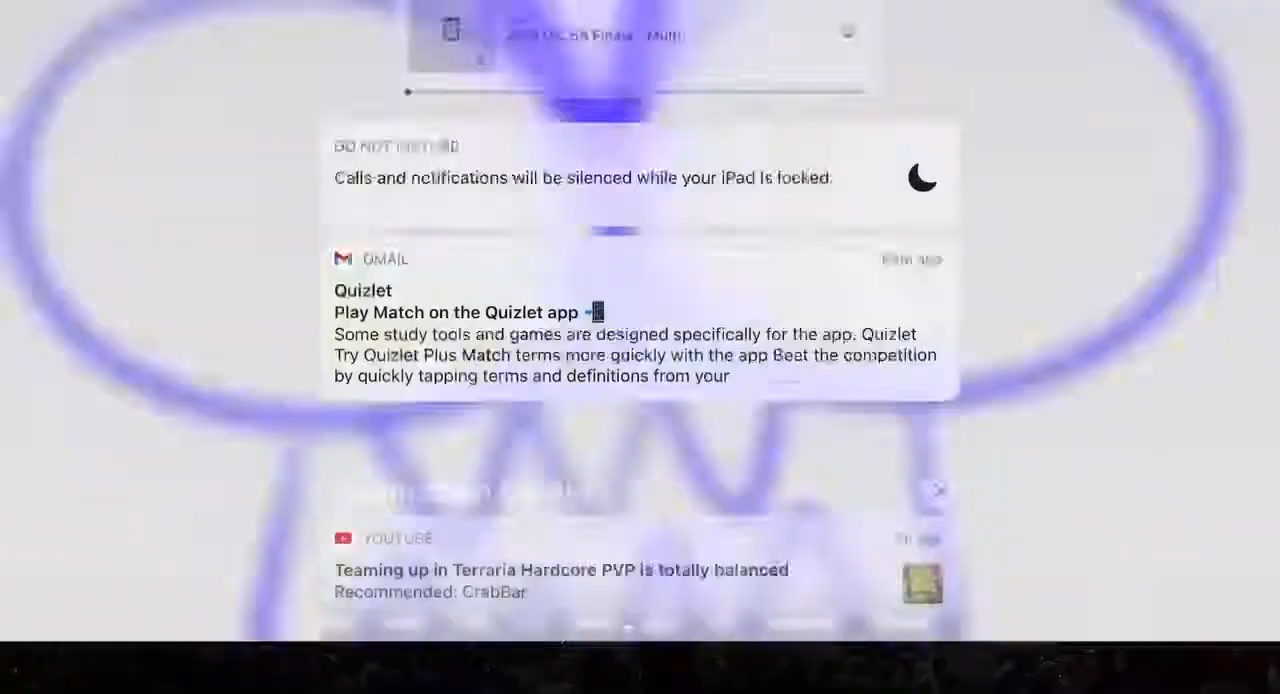 DO NOT DISTURB
Calls and notifications will be silenced while your iPad is locked.
GMAIL
Quizlet
Play Match on the Quizlet app
Some study tools and games are designed specifically for the app. Quizlet
Try Quizlet Plus Match terms more quickly with the app Beat the competition
by quickly tapping terms and definitions from your
YOUTUBE
Teaming up in Terraria Hardcore PVP is totally balanced
Recommended: CrabBar